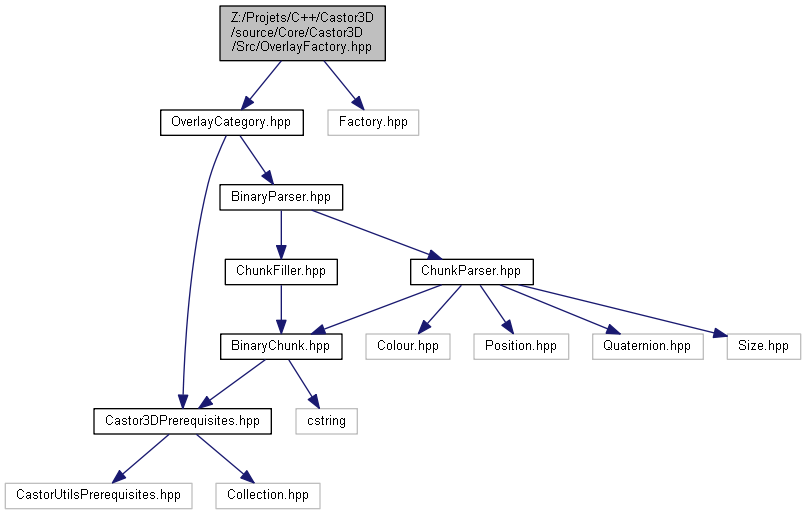 Z:/Projets/C++/Castor3D
/source/Core/Castor3D
/Src/OverlayFactory.hpp
OverlayCategory.hpp
Factory.hpp
BinaryParser.hpp
ChunkFiller.hpp
ChunkParser.hpp
BinaryChunk.hpp
Colour.hpp
Position.hpp
Quaternion.hpp
Size.hpp
Castor3DPrerequisites.hpp
cstring
CastorUtilsPrerequisites.hpp
Collection.hpp